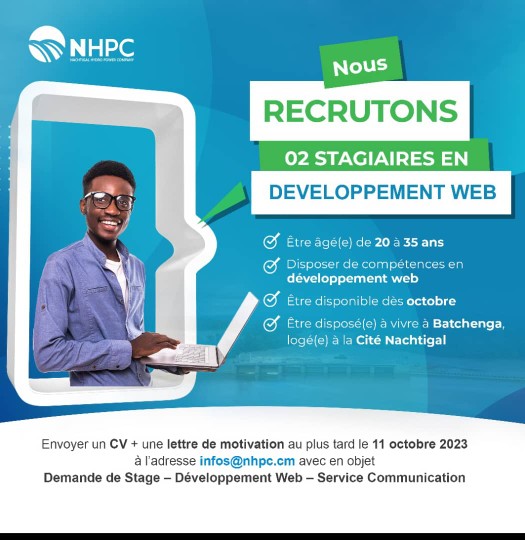 NHPC
NACHTIGAL HYDRO POWER COMPANY
Nous
RECRUTONS
02 STAGIAIRES EN
DEVELOPPEMENT WEB
Être âgé(e) de 20 à 35 ans
Disposer de compétences en
développement web
Être disponible dès octobre
Être disposé(e) à vivre à Batchenga,
logé(e) à la Cité Nachtigal
Envoyer un CV + une lettre de motivation au plus tard le 11 octobre 2023
à l'adresse infos@nhpc.cm avec en objet
Demande de Stage – Développement Web – Service Communication